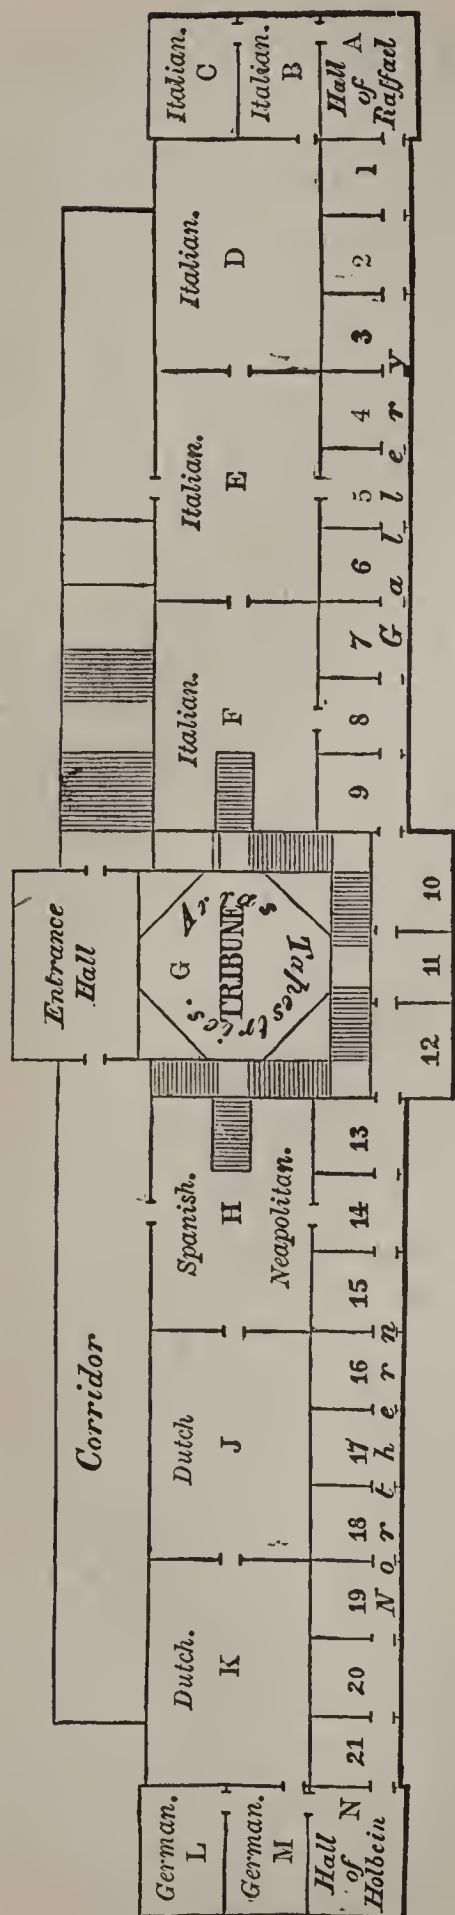 Italian.
C
Italian.
B
Hall
A
of
Raffael
Italian.
D
Italian.
E
Italian.
F
1
2
3
4
5
6
7
8
9
Entrance
Hall
G
TRIBUNE
Tapestries.
10
11
12
Corridor
Spanish.
H
Neapolitan.
Dutch
J
Dutch.
K
13
14
15
16
17
18
19
20
21
Northern Gallery
German.
L
German.
M
Hall
N
of
Holbein